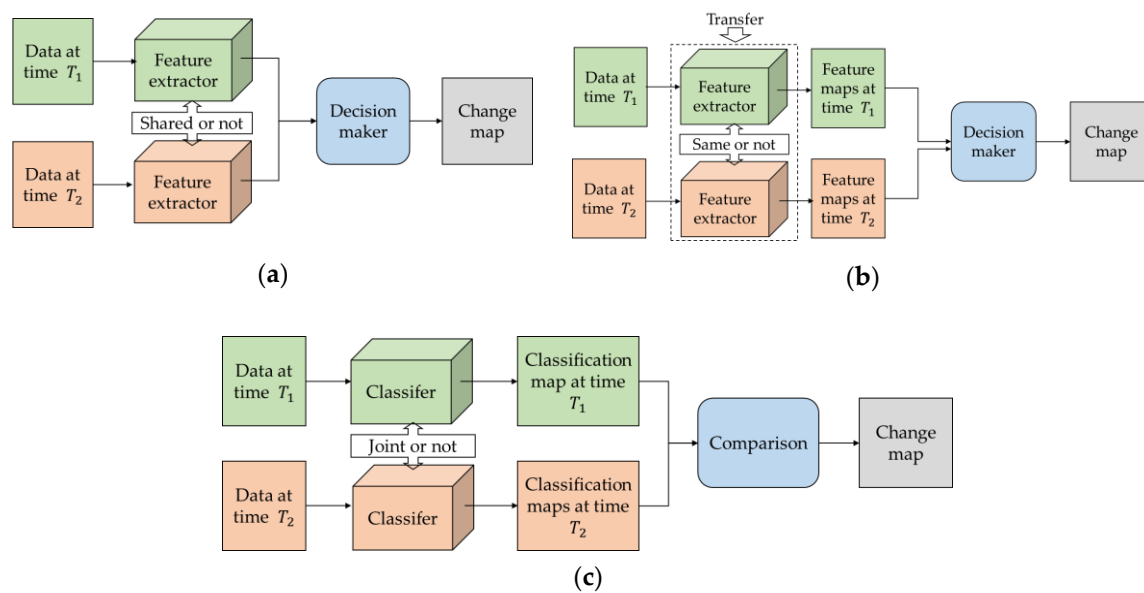 Data at
time T₁
Feature
extractor
Shared or not
Data at
time T₂
Feature
extractor
Decision
maker
Change
map
(a)
Transfer
Data at
time T₁
Feature
extractor
Feature
maps at
time
T₁
Same or not
Data at
time T₂
Feature
extractor
Feature
maps at
time
T₂
Decision
maker
Change
map
(b)
Data at
time T₁
Classifer
Classification
map at time
T₁
Joint or not
Data at
time T₂
Classifer
Classification
maps at time
T₂
Comparison
Change
map
(c)